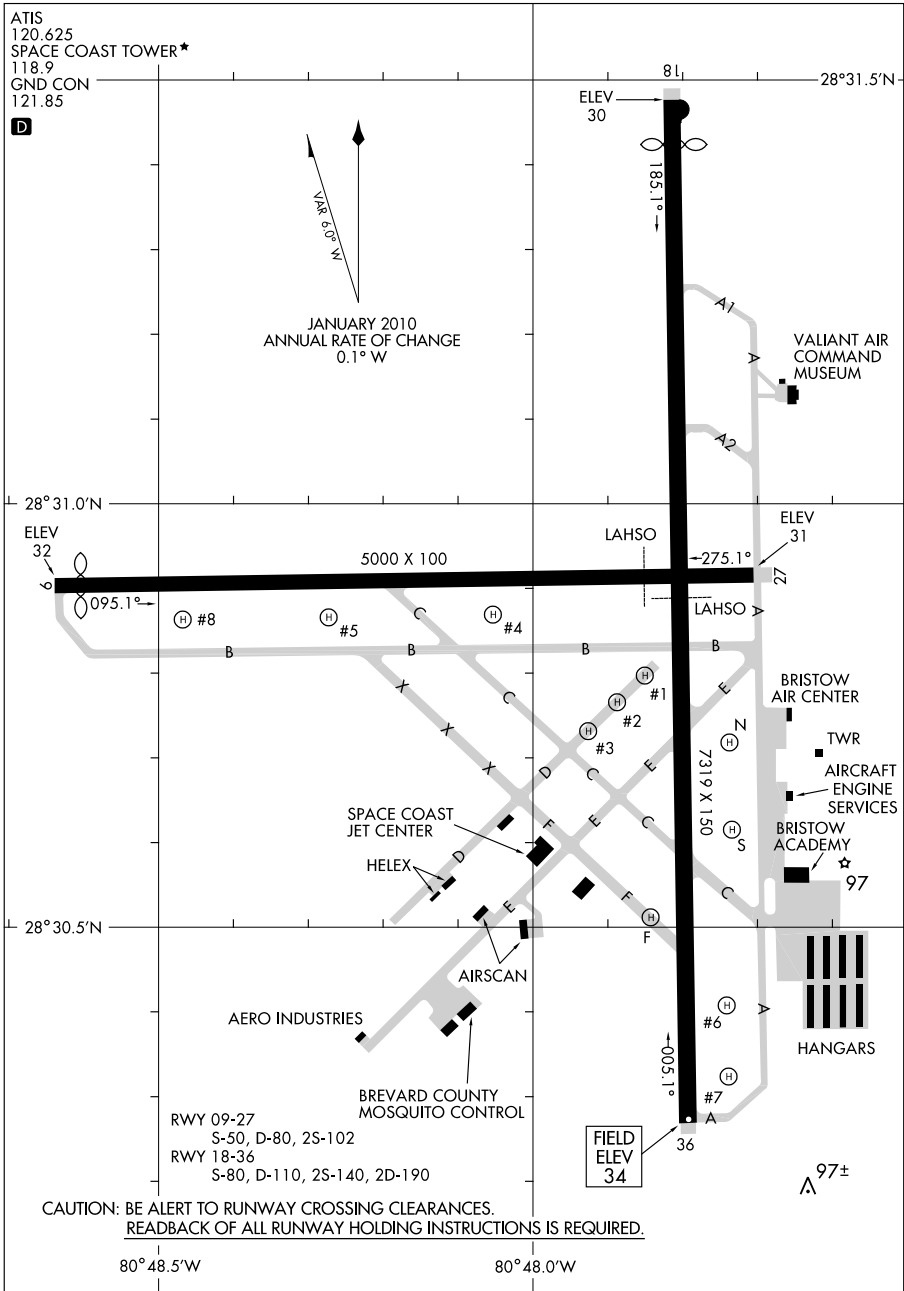 ATIS
120.625
SPACE COAST TOWER★
118.9
GND CON
121.85
D
18
28°31.5'N
ELEV
30
185.1°
VAR 6.0° W
JANUARY 2010
ANNUAL RATE OF CHANGE
0.1° W
A1
A
VALIANT AIR
COMMAND
MUSEUM
A2
28°31.0'N
ELEV
32
ELEV
31
LAHSO
5000 X 100
275.1°
9
27
095.1°
LAHSO
A
H #8
H #5
H #4
C
B
B
B
B
X
X
X
C
H #1
H #2
H #3
E
BRISTOW
AIR CENTER
N
H
TWR
7319 X 150
D
C
E
AIRCRAFT
ENGINE
SERVICES
SPACE COAST
JET CENTER
F
E
C
H
S
BRISTOW
ACADEMY
97
HELEX
D
E
F
C
28°30.5'N
H
F
AIRSCAN
AERO INDUSTRIES
H
#6
A
HANGARS
005.1°
H
#7
BREVARD COUNTY
MOSQUITO CONTROL
A
36
FIELD
ELEV
34
RWY 09-27
S-50, D-80, 2S-102
RWY 18-36
S-80, D-110, 2S-140, 2D-190
97±
CAUTION: BE ALERT TO RUNWAY CROSSING CLEARANCES.
READBACK OF ALL RUNWAY HOLDING INSTRUCTIONS IS REQUIRED.
80°48.5'W
80°48.0'W